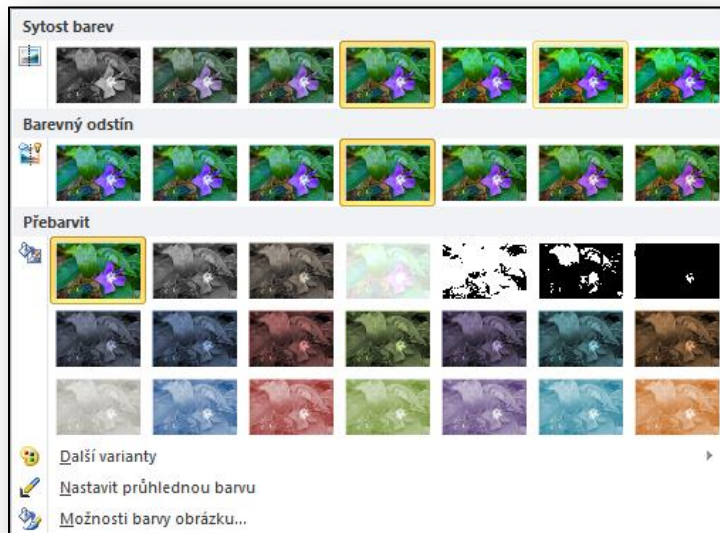 Sytost barev
Barevný odstín
Přebarvit
Další varianty
Nastavit průhlednou barvu
Možnosti barvy obrázku...